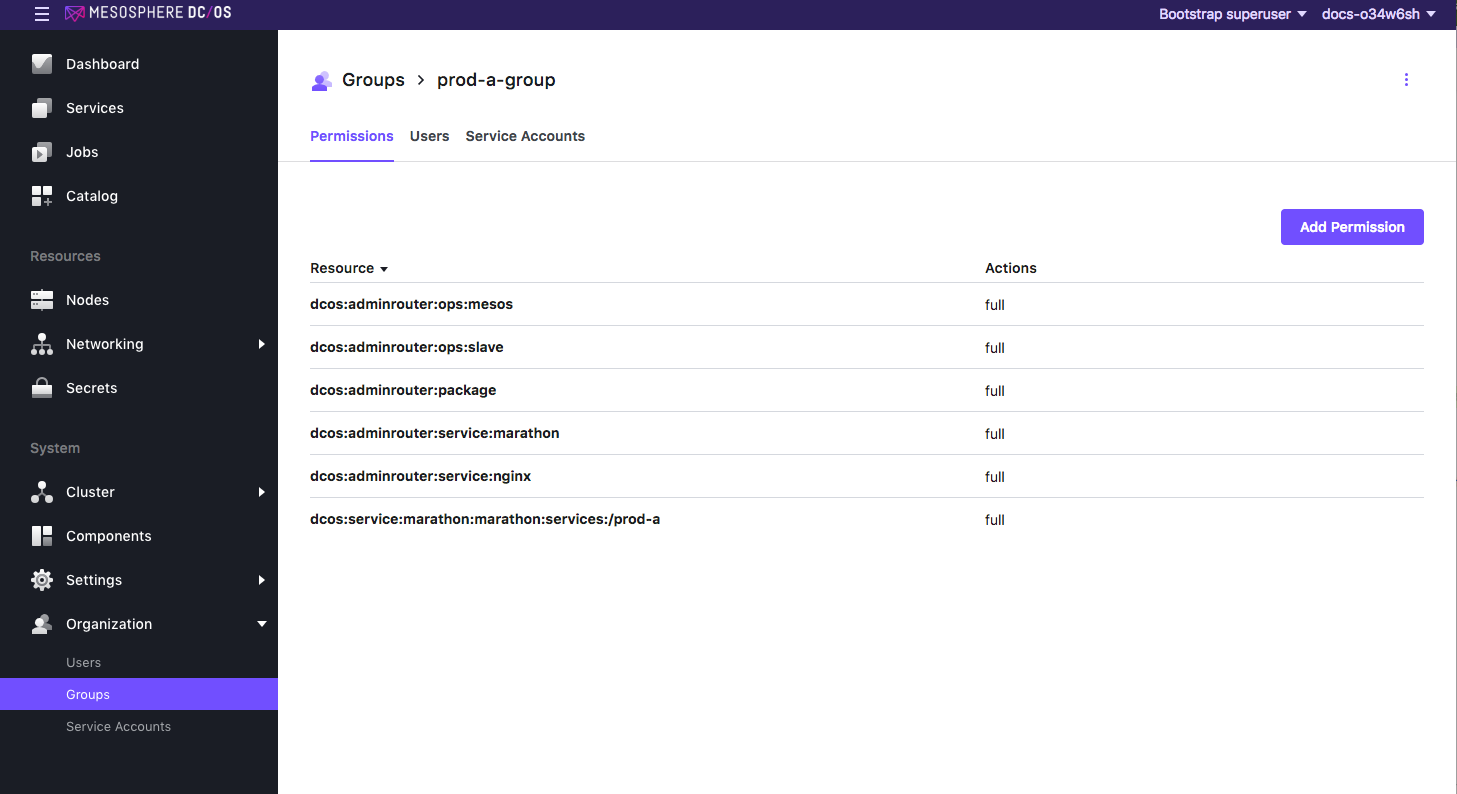 MESOSPHERE DC/OS
Bootstrap superuser
docs-o34w6sh
Dashboard
Services
Jobs
Catalog
Resources
Nodes
Networking
Secrets
System
Cluster
Components
Settings
Organization
Users
Groups
Service Accounts
Groups > prod-a-group
Permissions Users Service Accounts
Add Permission
Resource Actions
dcos:adminrouter:ops:mesos full
dcos:adminrouter:ops:slave full
dcos:adminrouter:package full
dcos:adminrouter:service:marathon full
dcos:adminrouter:service:nginx full
dcos:service:marathon:marathon:services:/prod-a full